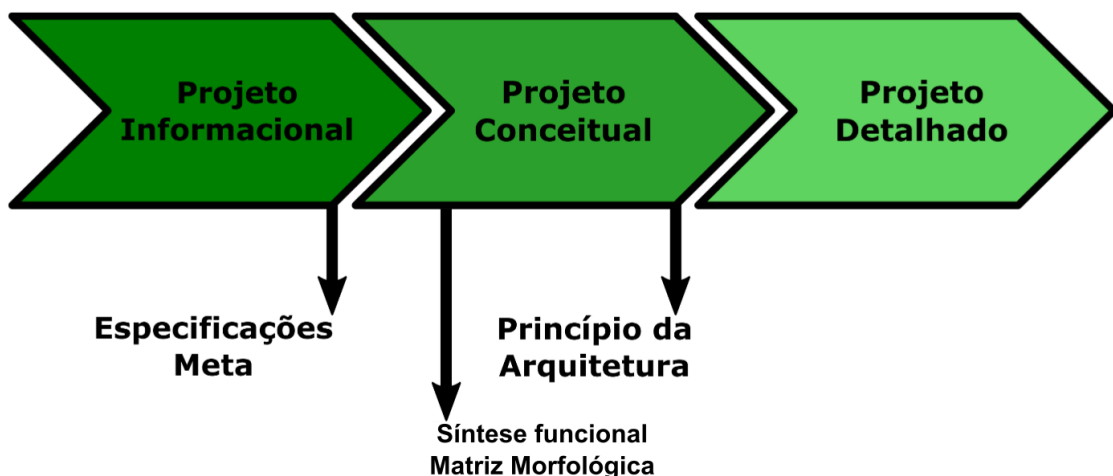 Projeto
Informacional
Projeto
Conceitual
Projeto
Detalhado
Especificações
Meta
Princípio da
Arquitetura
Síntese funcional
Matriz Morfológica